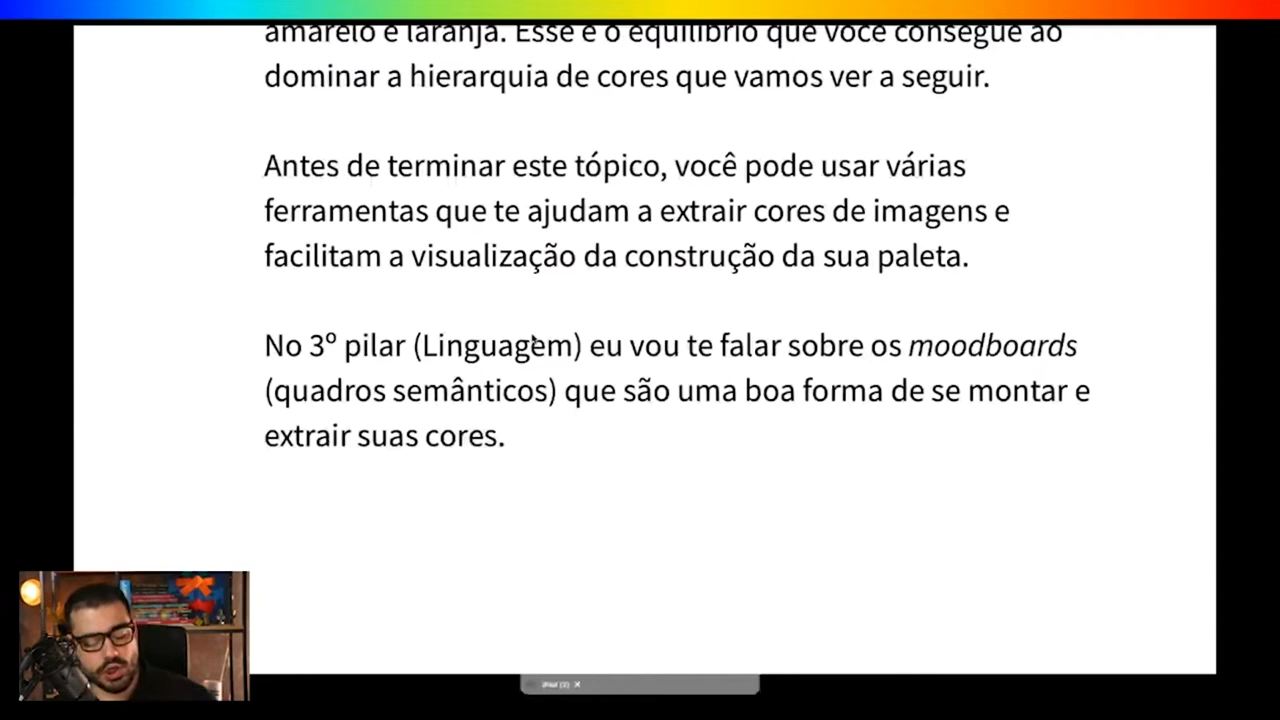 amarelo e laranja. Esse é o equilíbrio que você consegue ao
dominar a hierarquia de cores que vamos ver a seguir.
Antes de terminar este tópico, você pode usar várias
ferramentas que te ajudam a extrair cores de imagens e
facilitam a visualização da construção da sua paleta.
No 3º pilar (Linguagem) eu vou te falar sobre os moodboards
(quadros semânticos) que são uma boa forma de se montar e
extrair suas cores.